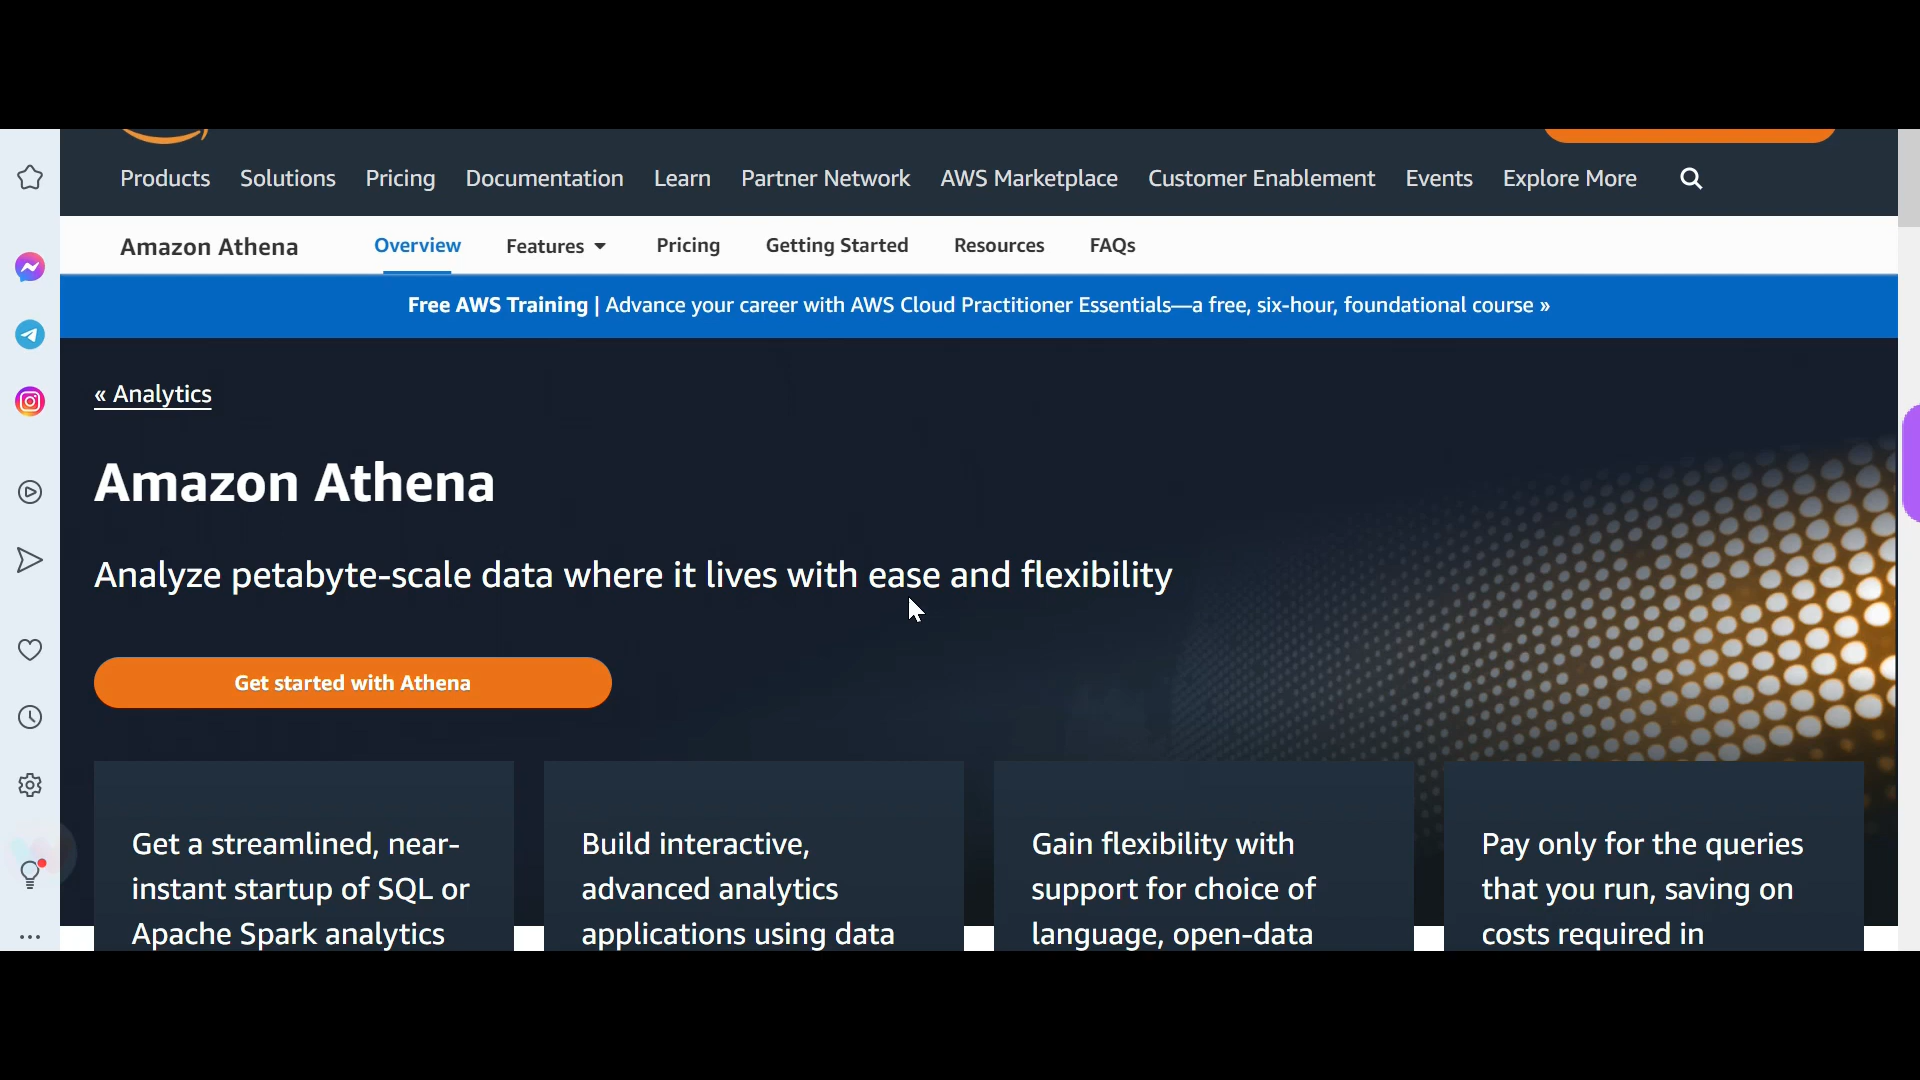 Products Solutions Pricing Documentation Learn Partner Network AWS Marketplace Customer Enablement Events Explore More
Amazon Athena Overview Features Pricing Getting Started Resources FAQs
Free AWS Training | Advance your career with AWS Cloud Practitioner Essentials—a free, six-hour, foundational course »
« Analytics
Amazon Athena
Analyze petabyte-scale data where it lives with ease and flexibility
Get started with Athena
Get a streamlined, near-
instant startup of SQL or
Apache Spark analytics
Build interactive,
advanced analytics
applications using data
Gain flexibility with
support for choice of
language, open-data
Pay only for the queries
that you run, saving on
costs required in